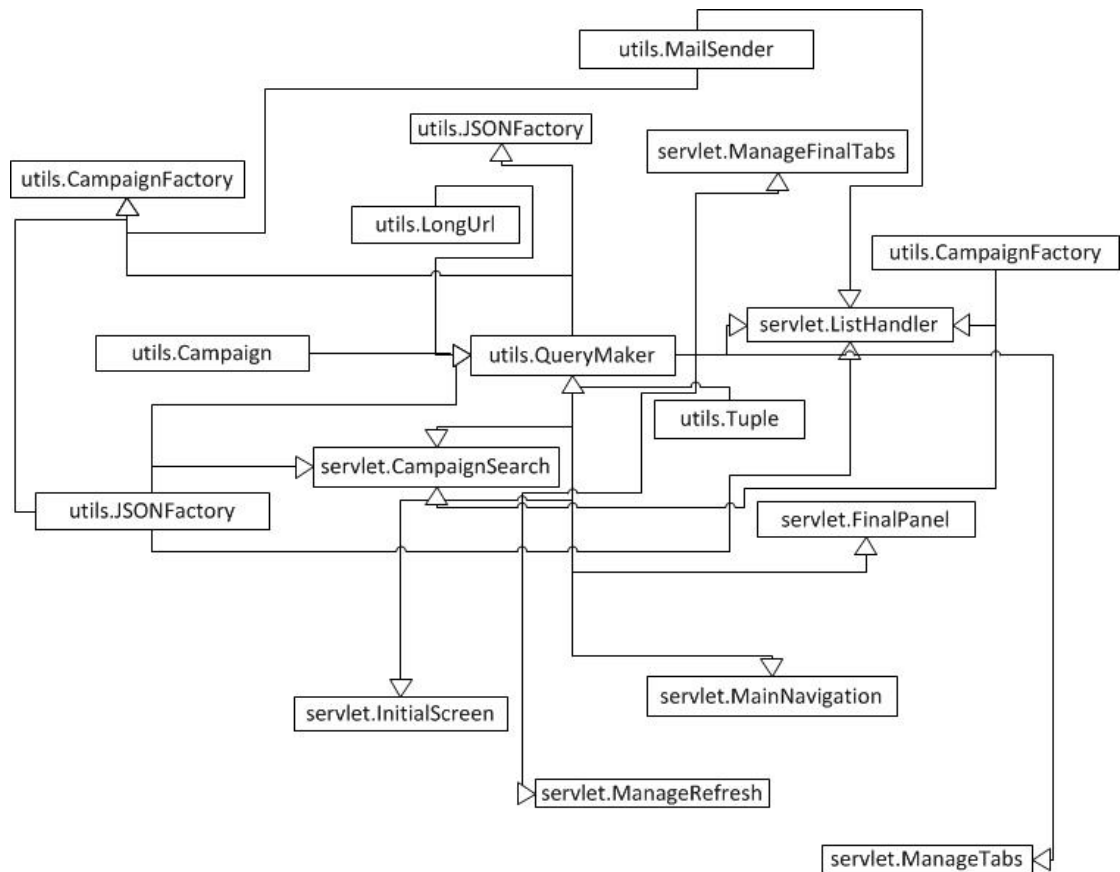 utils.MailSender
utils.JSONFactory
servlet.ManageFinalTabs
utils.CampaignFactory
utils.LongUrl
utils.CampaignFactory
servlet.ListHandler
utils.Campaign
utils.QueryMaker
utils.Tuple
servlet.CampaignSearch
utils.JSONFactory
servlet.FinalPanel
servlet.MainNavigation
servlet.InitialScreen
servlet.ManageRefresh
servlet.ManageTabs